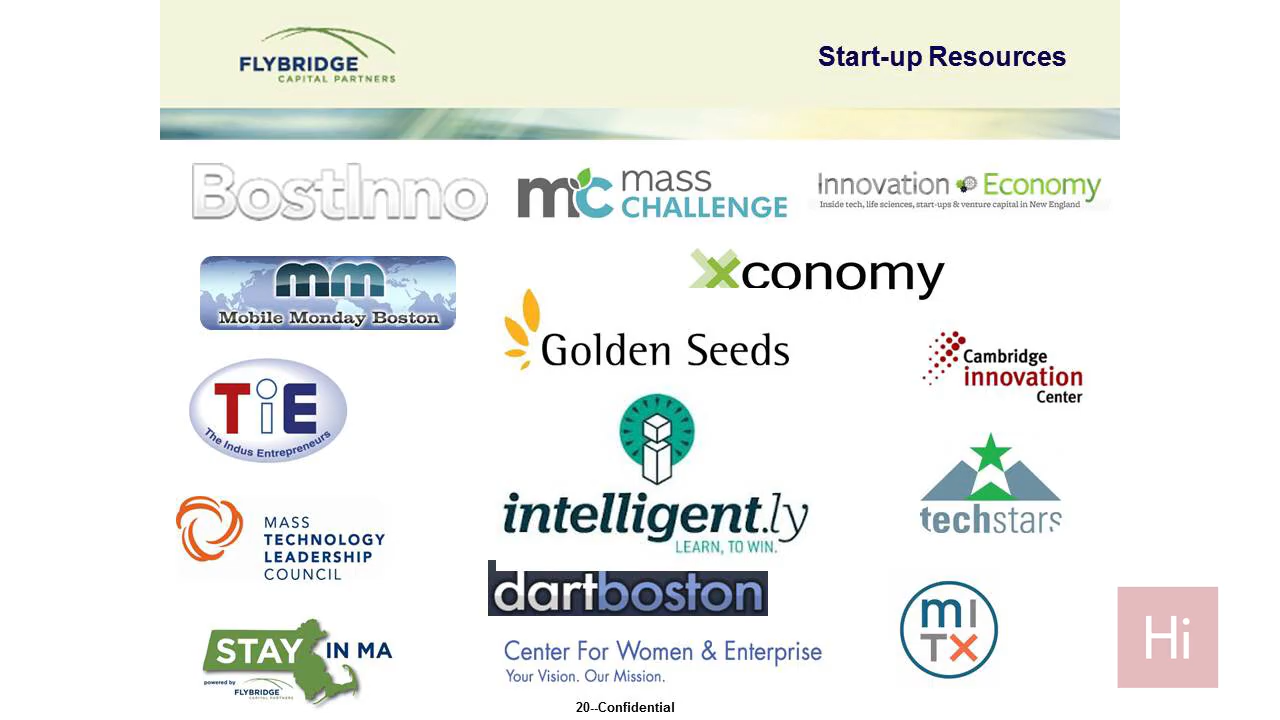 FLYBRIDGE
CAPITAL PARTNERS
Start-up Resources
BostInno
mc mass
CHALLENGE
Innovation Economy
Inside tech, life sciences, start-ups & venture capital in New England
mm
Mobile Monday Boston
Xconomy
Golden Seeds
Cambridge
innovation
Center
TiE
The Indus Entrepreneurs
intelligent.ly
LEARN, TO WIN.
techstars
MASS
TECHNOLOGY
LEADERSHIP
COUNCIL
dartboston
MI
TX
STAY IN MA
powered by
FLYBRIDGE
CAPITAL PARTNERS
Center For Women & Enterprise
Your Vision. Our Mission.
Hi
20--Confidential